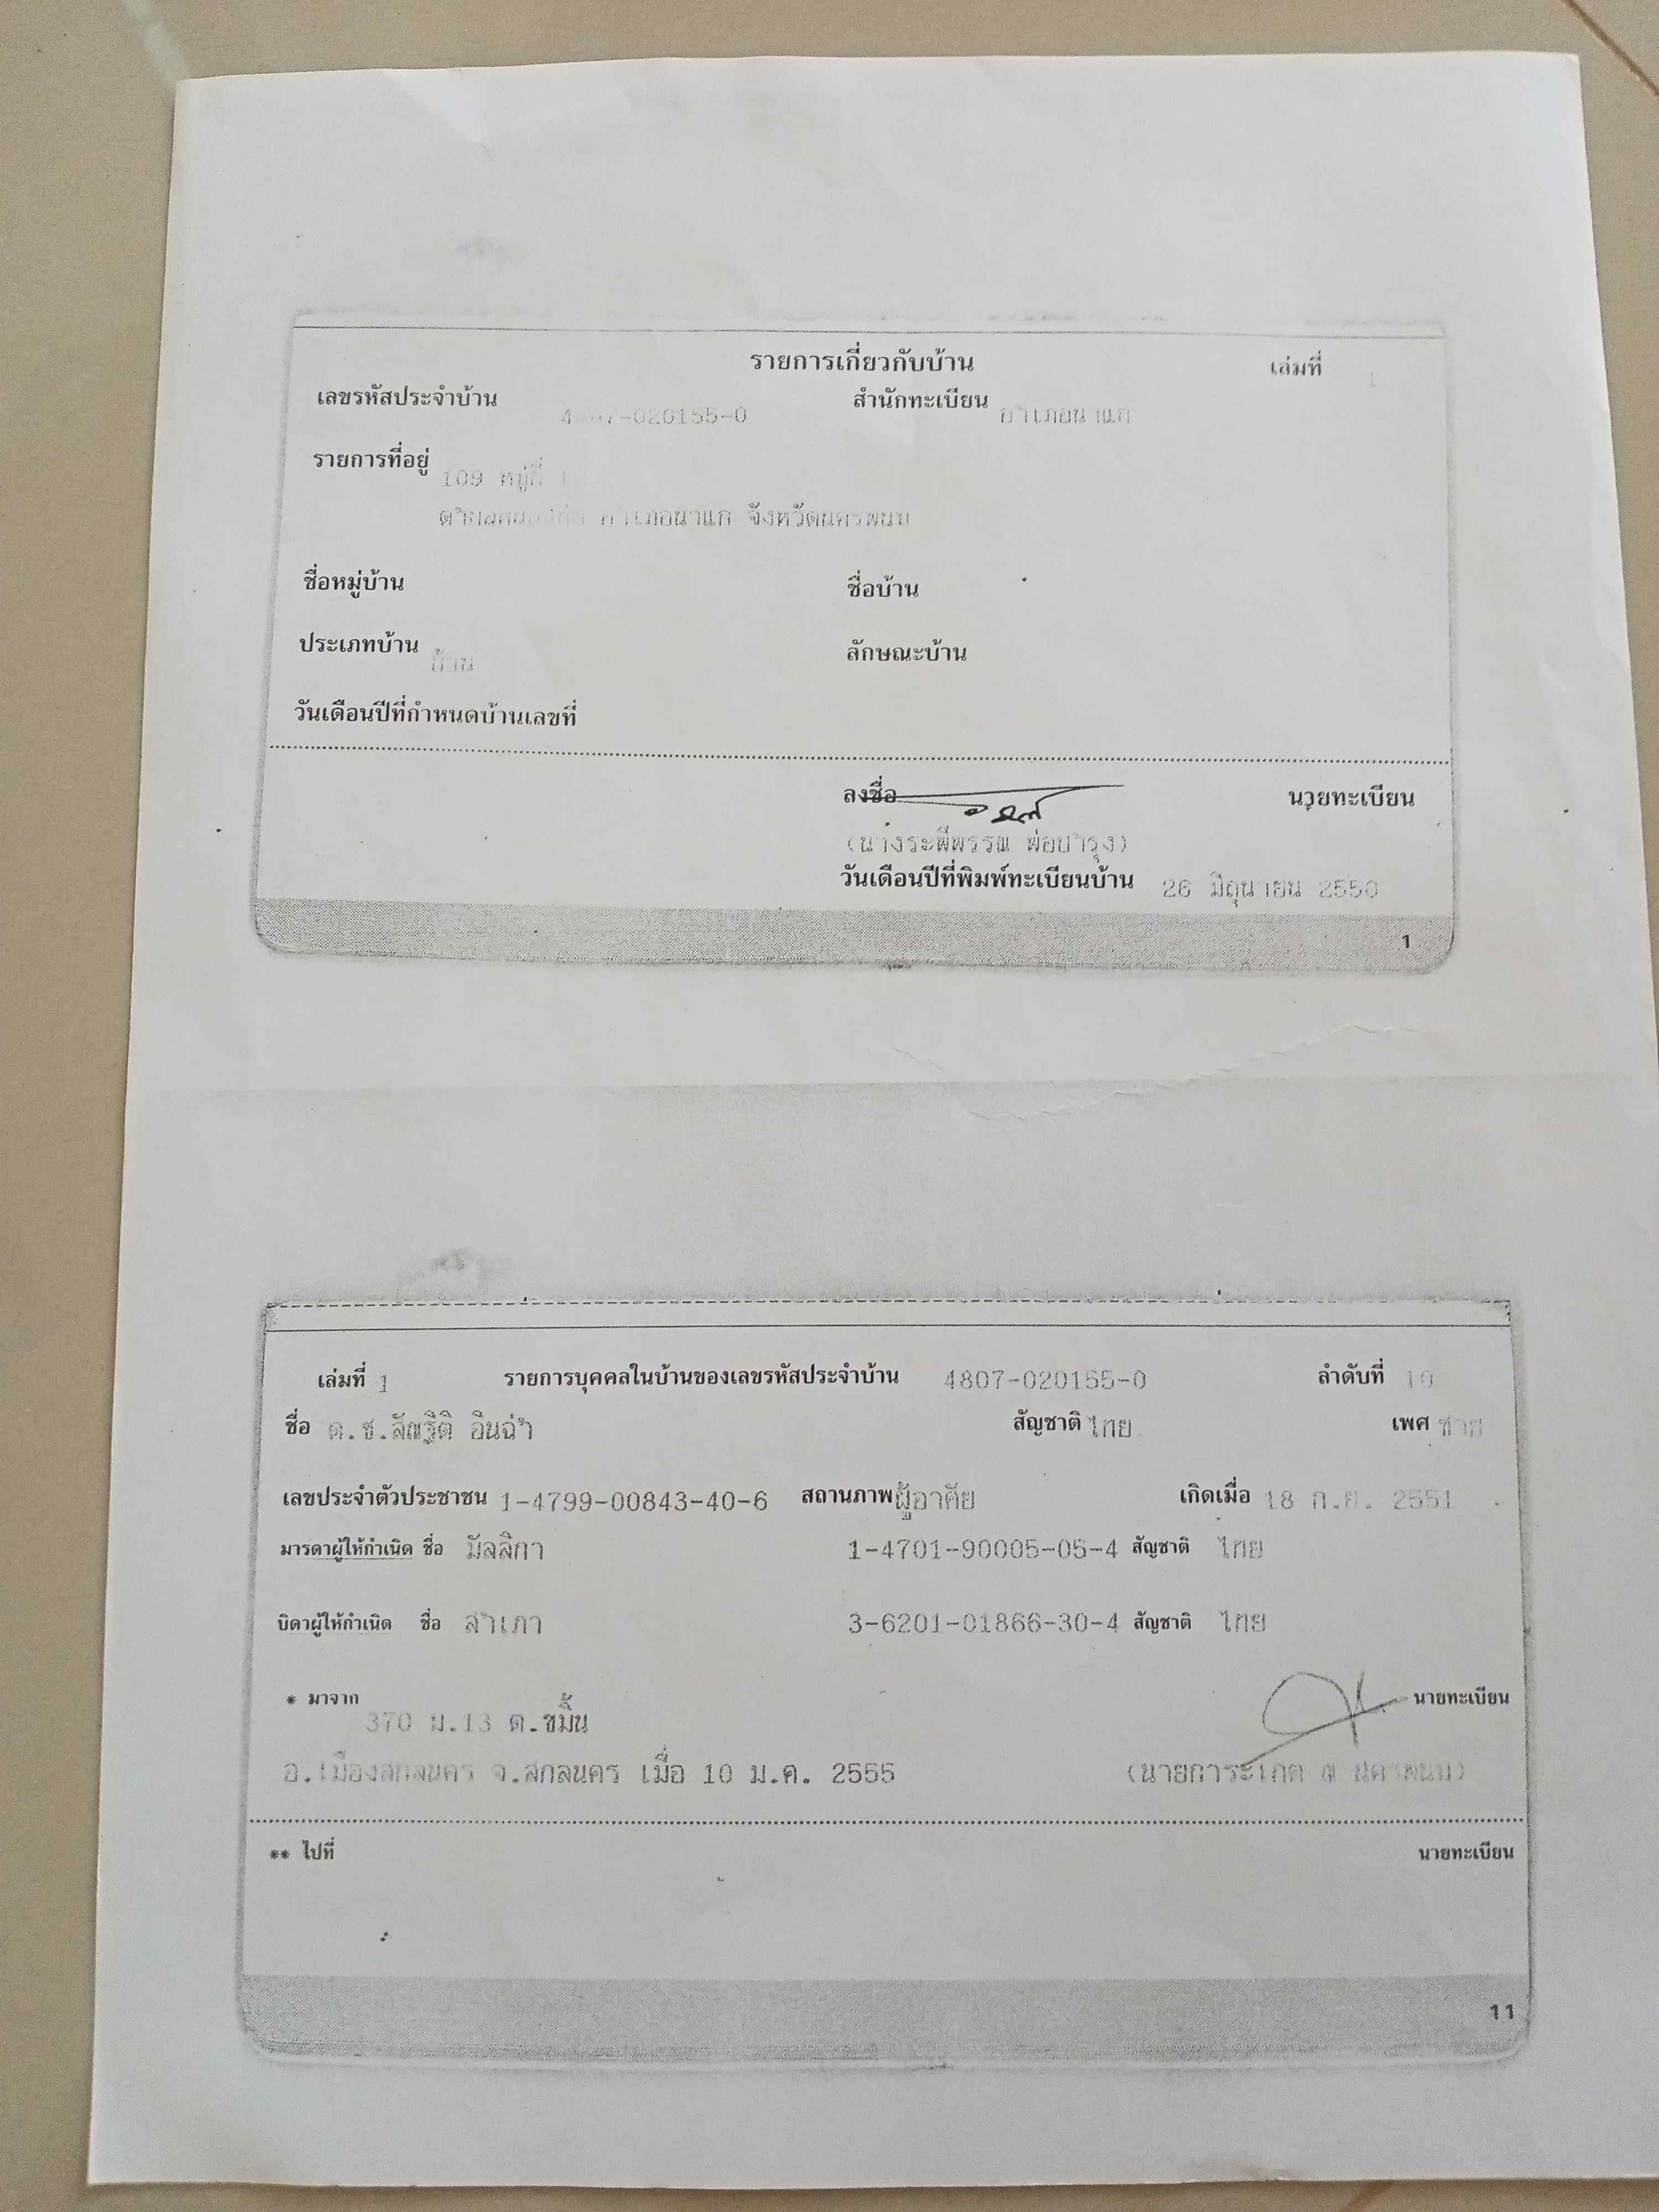 รายการเกี่ยวกับบ้าน เล่มที่ 1
เลขรหัสประจำบ้าน 4807-020155-0 สำนักทะเบียน อำเภอนาแก
รายการที่อยู่ 109 หมู่ที่
อำเภอนาแก จังหวัดนครพนม
ชื่อหมู่บ้าน ชื่อบ้าน
ประเภทบ้าน บ้าน ลักษณะบ้าน
วันเดือนปีที่กำหนดบ้านเลขที่
ลงชื่อ นายทะเบียน
(นางระพีพรรณ พ่อบำรุง)
วันเดือนปีที่พิมพ์ทะเบียนบ้าน 26 มิถุนายน 2550
1
เล่มที่ 1 รายการบุคคลในบ้านของเลขรหัสประจำบ้าน 4807-020155-0 ลำดับที่ 10
ชื่อ ด.ช.ลัญฐิติ อินฉ่ำ สัญชาติ ไทย เพศ ชาย
เลขประจำตัวประชาชน 1-4799-00843-40-6 สถานภาพ ผู้อาศัย เกิดเมื่อ 18 ก.ย. 2551
มารดาผู้ให้กำเนิด ชื่อ มัลลิกา 1-4701-90005-05-4 สัญชาติ ไทย
บิดาผู้ให้กำเนิด ชื่อ สำเภา 3-6201-01866-30-4 สัญชาติ ไทย
* มาจาก นายทะเบียน
370 ม.13 ต.ขมิ้น
อ.เมืองสกลนคร จ.สกลนคร เมื่อ 10 ม.ค. 2555 (นายการะเกด ณ นครพนม)
** ไปที่ นายทะเบียน
11